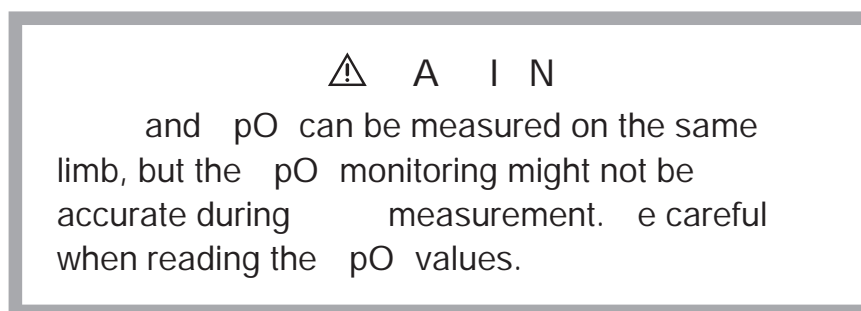 ⚠ A I N
and pO can be measured on the same
limb, but the pO monitoring might not be
accurate during measurement. e careful
when reading the pO values.